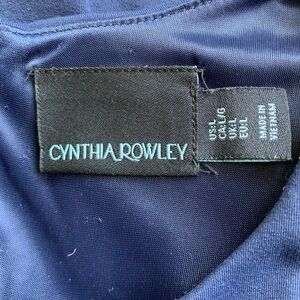 CYNTHIA ROWLEY
US:L
CA:L/G
UK:L
EU:L
MADE IN
VIETNAM